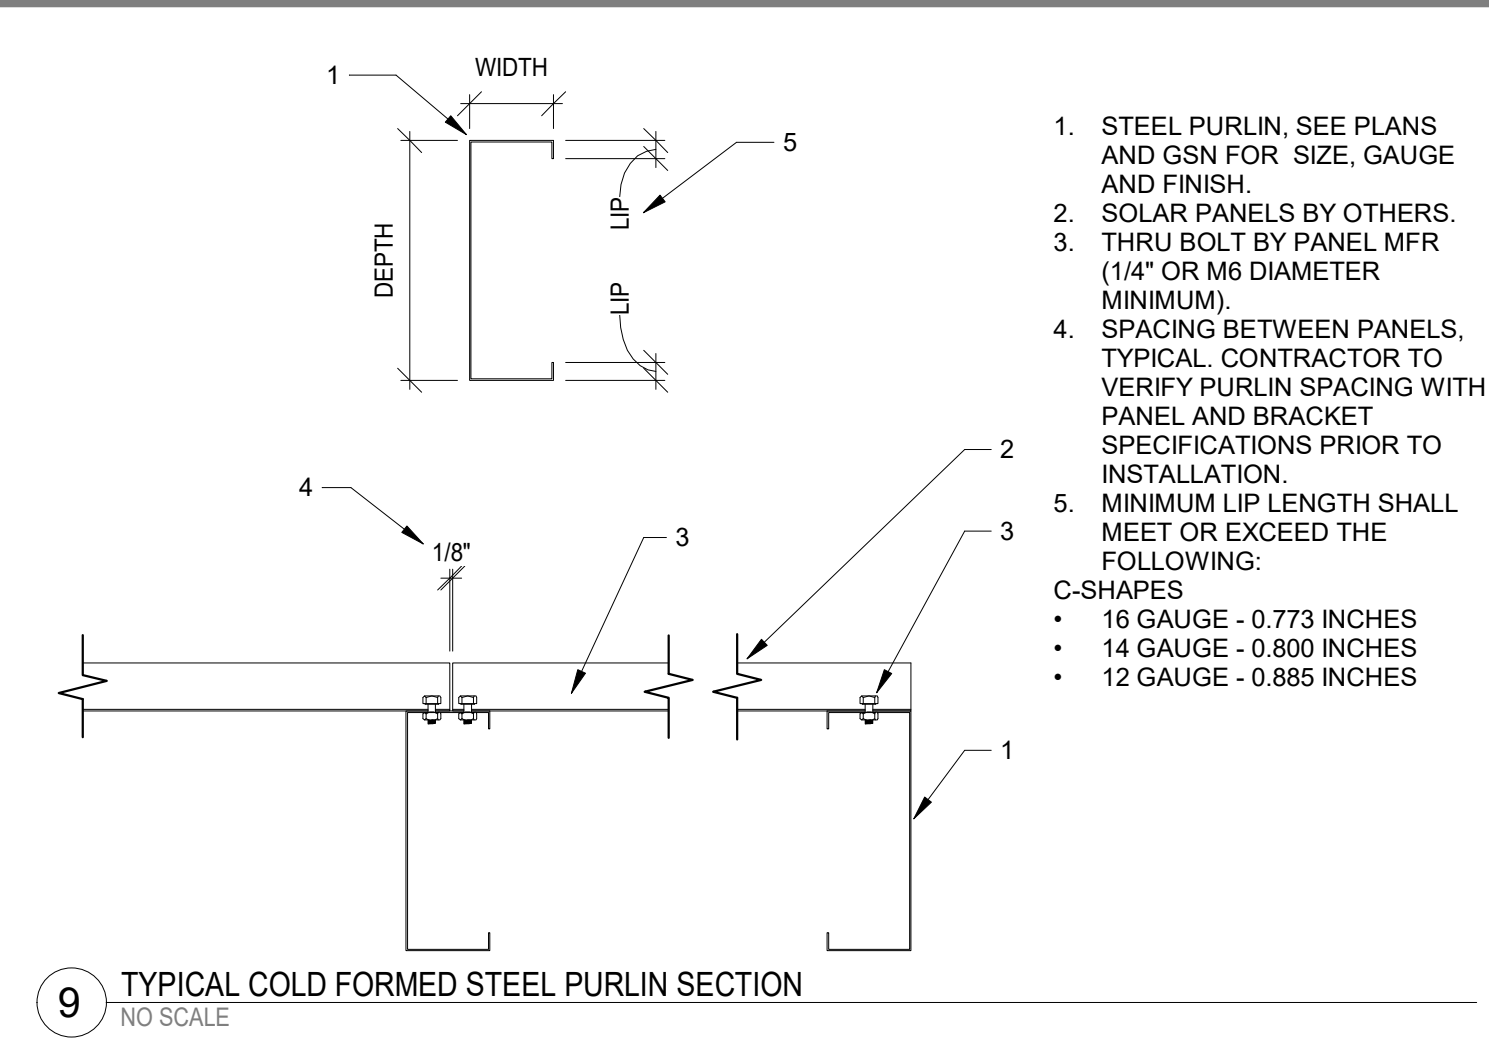 1
WIDTH
5
DEPTH
LIP
LIP
2
4
3
3
1/8"
1
1. STEEL PURLIN, SEE PLANS
AND GSN FOR SIZE, GAUGE
AND FINISH.
2. SOLAR PANELS BY OTHERS.
3. THRU BOLT BY PANEL MFR
(1/4" OR M6 DIAMETER
MINIMUM).
4. SPACING BETWEEN PANELS,
TYPICAL. CONTRACTOR TO
VERIFY PURLIN SPACING WITH
PANEL AND BRACKET
SPECIFICATIONS PRIOR TO
INSTALLATION.
5. MINIMUM LIP LENGTH SHALL
MEET OR EXCEED THE
FOLLOWING:
C-SHAPES
• 16 GAUGE - 0.773 INCHES
• 14 GAUGE - 0.800 INCHES
• 12 GAUGE - 0.885 INCHES
9
TYPICAL COLD FORMED STEEL PURLIN SECTION
NO SCALE